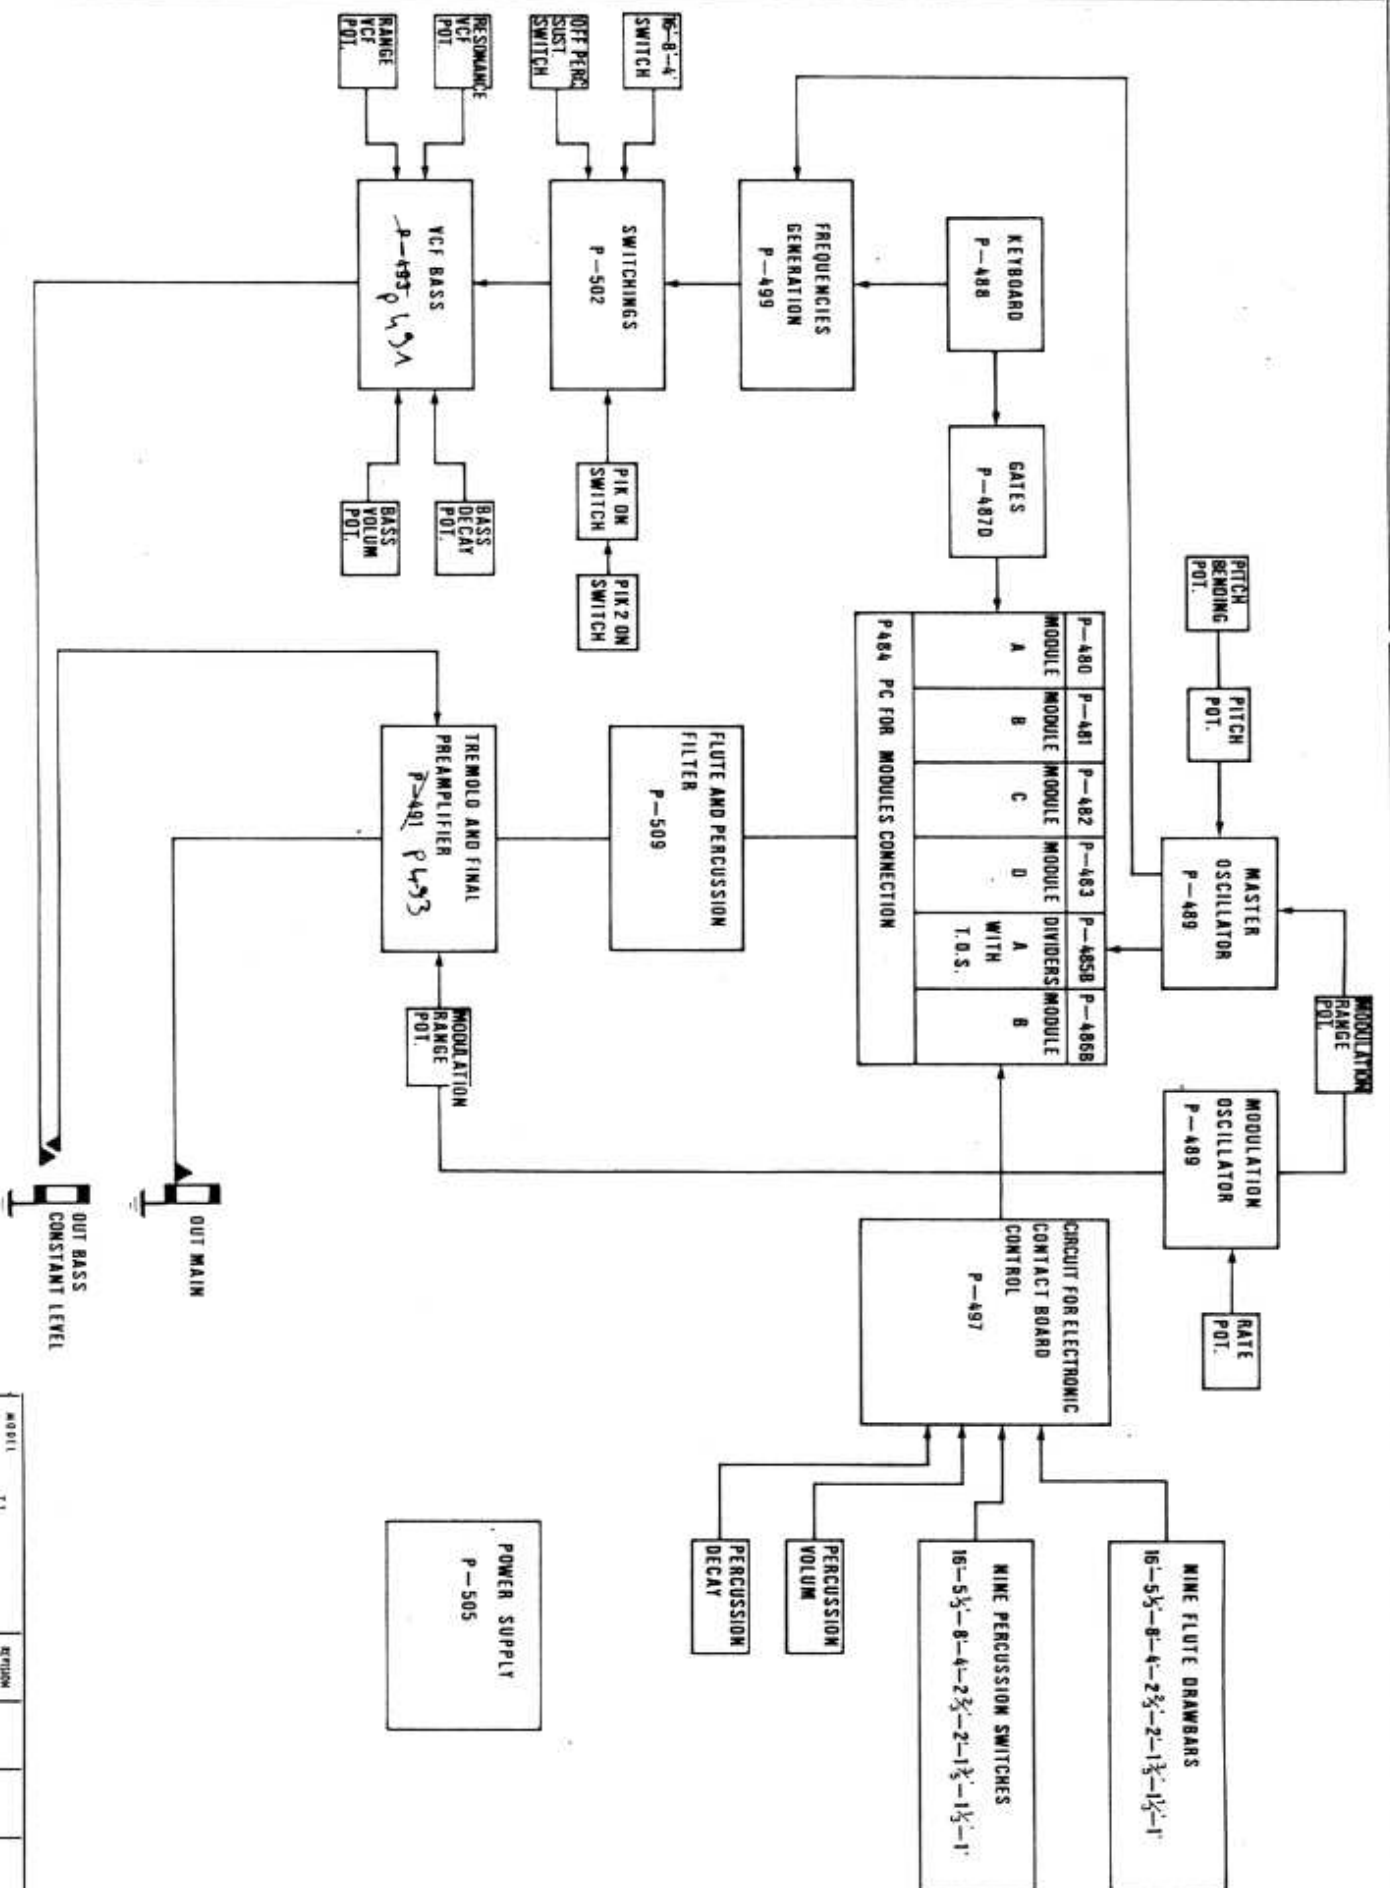 PITCH
BENDING
POT.
PITCH
POT.
MASTER
OSCILLATOR
P-489
MODULATION
RANGE
POT.
MODULATION
OSCILLATOR
P-489
RATE
POT.
NINE FLUTE DRAWBARS
16'-5⅓'-8'-4'-2⅔'-2'-1⅗'-1⅓'-1'
KEYBOARD
P-488
GATES
P-487D
P-480 P-481 P-482 P-483 P-485B P-486B
MODULE MODULE MODULE MODULE DIVIDERS MODULE
A B C D A B
WITH
T.O.S.
P484 PC FOR MODULES CONNECTION
CIRCUIT FOR ELECTRONIC
CONTACT BOARD
CONTROL
P-497
NINE PERCUSSION SWITCHES
16'-5⅓'-8'-4'-2⅔'-2'-1⅗'-1⅓'-1'
FREQUENCIES
GENERATION
P-499
PERCUSSION
VOLUM
PERCUSSION
DECAY
16'-8'-4'
SWITCH
OFF PERC.
SUST.
SWITCH
SWITCHINGS
P-502
PIK ON
SWITCH
PIK 2 ON
SWITCH
FLUTE AND PERCUSSION
FILTER
P-509
RESONANCE
VCF
POT.
RANGE
VCF
POT.
VCF BASS
P-493
P491
BASS
DECAY
POT.
BASS
VOLUM
POT.
TREMOLO AND FINAL
PREAMPLIFIER
P-491 P493
MODULATION
RANGE
POT.
POWER SUPPLY
P-505
OUT MAIN
OUT BASS
CONSTANT LEVEL
MODEL
REVISION